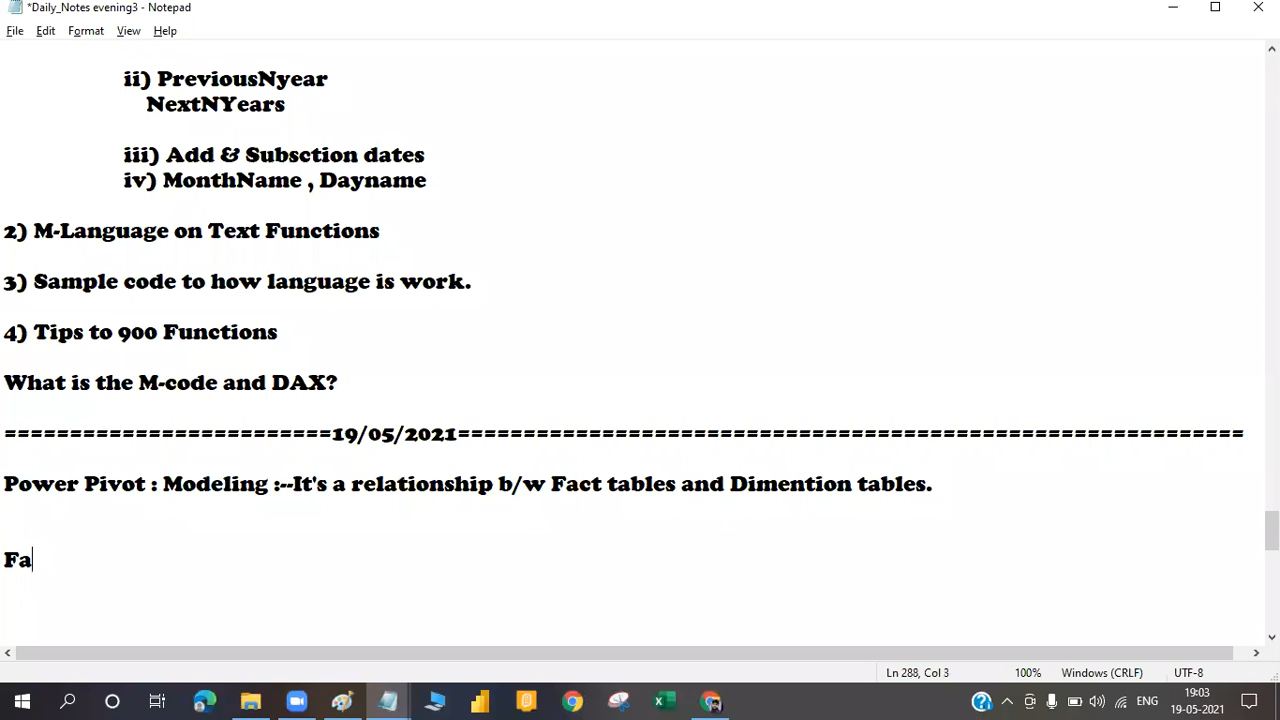 *Daily_Notes evening3 - Notepad
File Edit Format View Help
ii) PreviousNyear
NextNYears
iii) Add & Subsction dates
iv) MonthName , Dayname
2) M-Language on Text Functions
3) Sample code to how language is work.
4) Tips to 900 Functions
What is the M-code and DAX?
=========================19/05/2021============================================================
Power Pivot : Modeling :--It's a relationship b/w Fact tables and Dimention tables.
Fa
Ln 288, Col 3 100% Windows (CRLF) UTF-8
ENG 19:03
19-05-2021